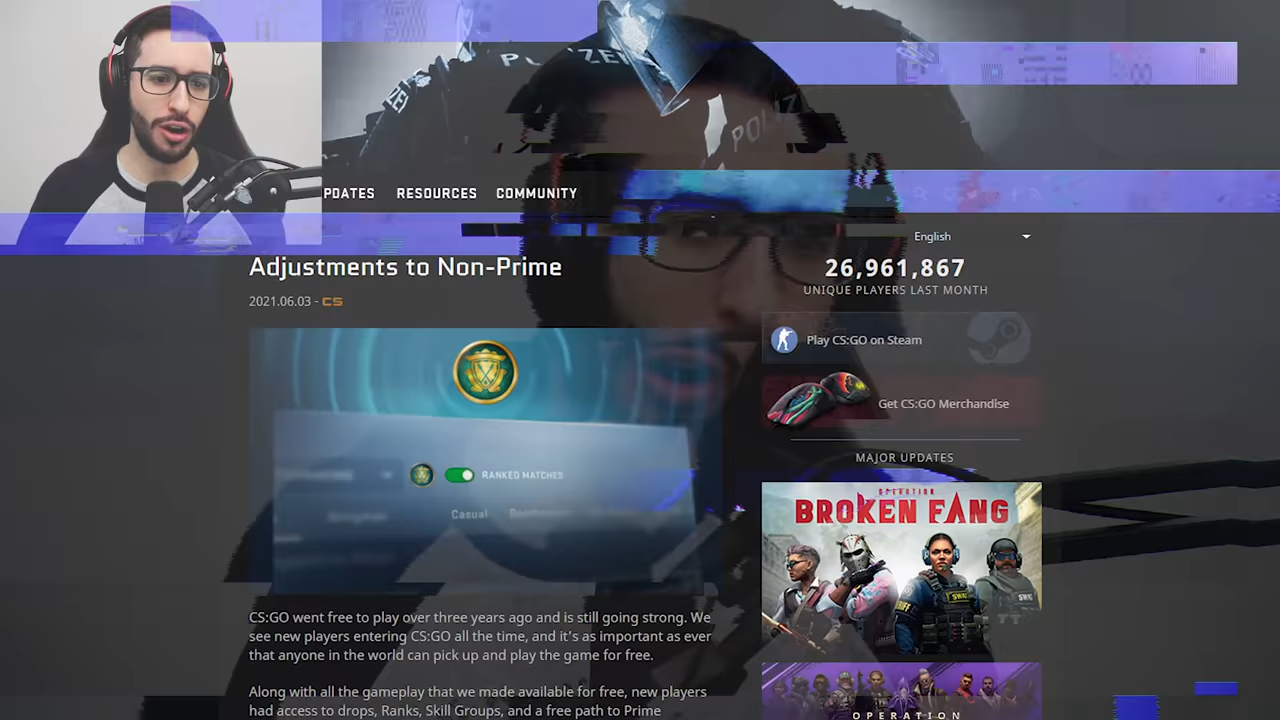 POLIZEI
POLIZ
PDATES RESOURCES COMMUNITY
English
Adjustments to Non-Prime
2021.06.03 - CS
26,961,867
UNIQUE PLAYERS LAST MONTH
Play CS:GO on Steam
Get CS:GO Merchandise
RANKED MATCHES
Casual
MAJOR UPDATES
OPERATION
BROKEN FANG
SWAT
CS:GO went free to play over three years ago and is still going strong. We
see new players entering CS:GO all the time, and it's as important as ever
that anyone in the world can pick up and play the game for free.
Along with all the gameplay that we made available for free, new players
had access to drops, Ranks, Skill Groups, and a free path to Prime
OPERATION